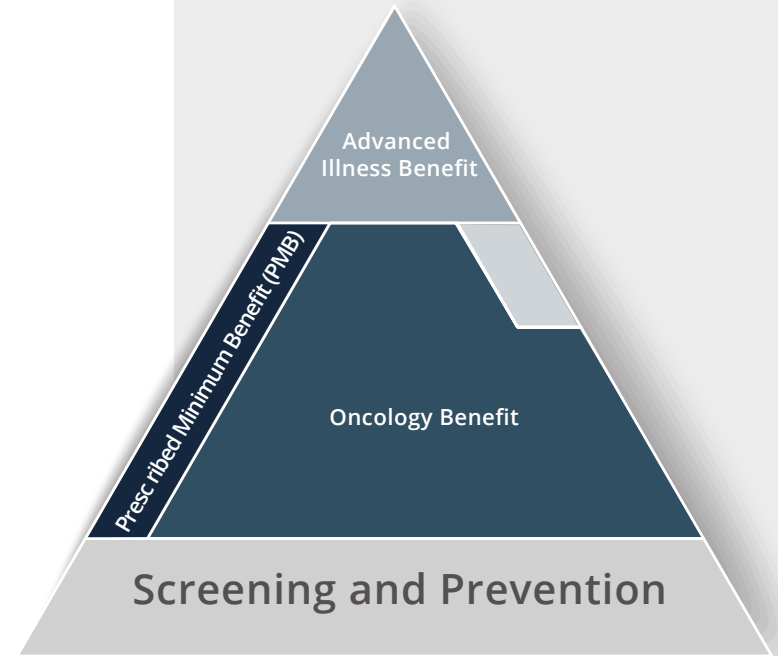 Advanced
Illness Benefit
Presc ribed Minimum Benefit (PMB)
Oncology Benefit
Screening and Prevention